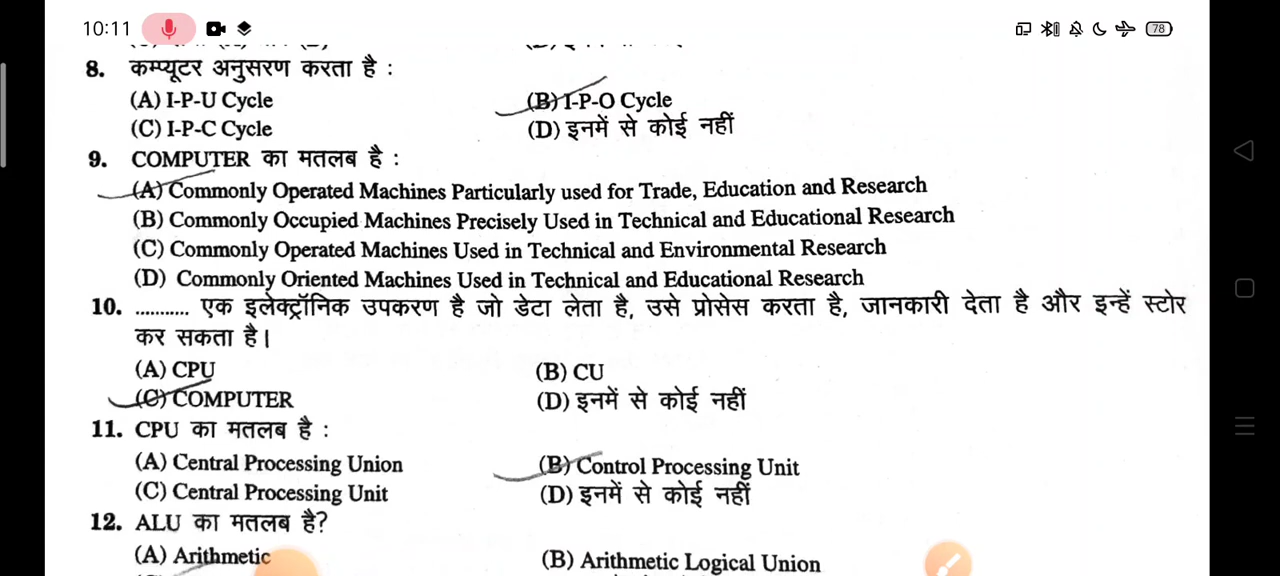 10:11
78
8. कम्प्यूटर अनुसरण करता है :
(A) I-P-U Cycle (B) I-P-O Cycle
(C) I-P-C Cycle (D) इनमें से कोई नहीं
9. COMPUTER का मतलब है :
(A) Commonly Operated Machines Particularly used for Trade, Education and Research
(B) Commonly Occupied Machines Precisely Used in Technical and Educational Research
(C) Commonly Operated Machines Used in Technical and Environmental Research
(D) Commonly Oriented Machines Used in Technical and Educational Research
10. ........... एक इलेक्ट्रॉनिक उपकरण है जो डेटा लेता है, उसे प्रोसेस करता है, जानकारी देता है और इन्हें स्टोर
कर सकता है।
(A) CPU (B) CU
(C) COMPUTER (D) इनमें से कोई नहीं
11. CPU का मतलब है :
(A) Central Processing Union (B) Control Processing Unit
(C) Central Processing Unit (D) इनमें से कोई नहीं
12. ALU का मतलब है?
(A) Arithmetic (B) Arithmetic Logical Union